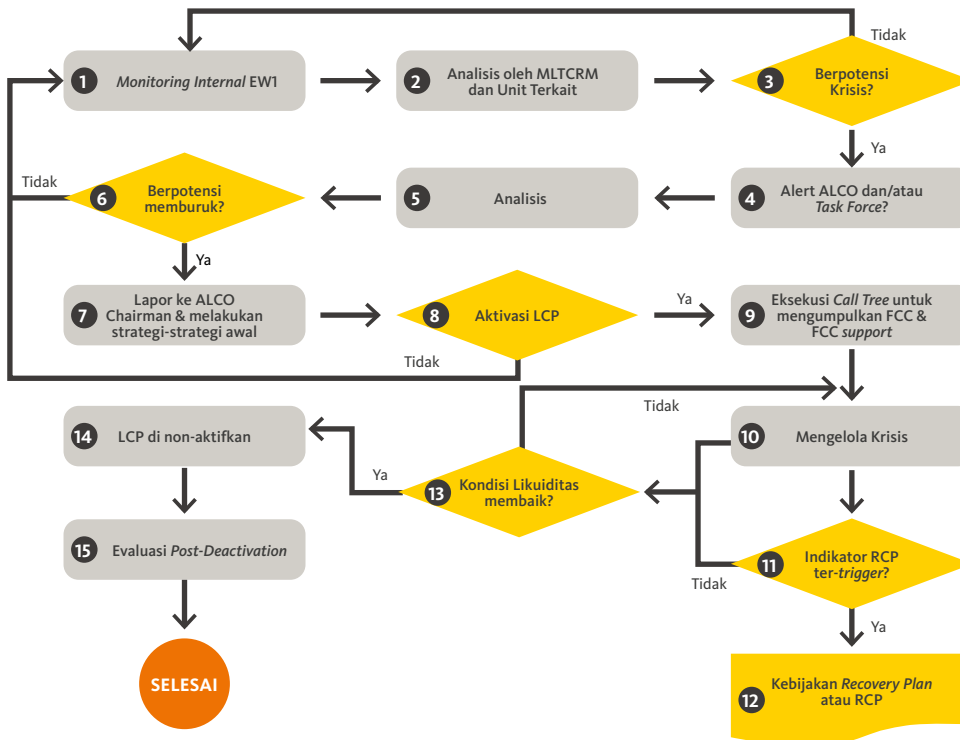 Tidak
1
Monitoring Internal EW1
2
Analisis oleh MLTCRM
dan Unit Terkait
3
Berpotensi
Krisis?
Ya
4
Alert ALCO dan/atau
Task Force?
5
Analisis
Tidak
6
Berpotensi
memburuk?
Ya
7
Lapor ke ALCO
Chairman & melakukan
strategi-strategi awal
8
Aktivasi LCP
Ya
Tidak
9
Eksekusi Call Tree untuk
mengumpulkan FCC &
FCC support
Tidak
10
Mengelola Krisis
11
Indikator RCP
ter-trigger?
Tidak
Ya
12
Kebijakan Recovery Plan
atau RCP
13
Kondisi Likuiditas
membaik?
Ya
14
LCP di non-aktifkan
15
Evaluasi Post-Deactivation
SELESAI